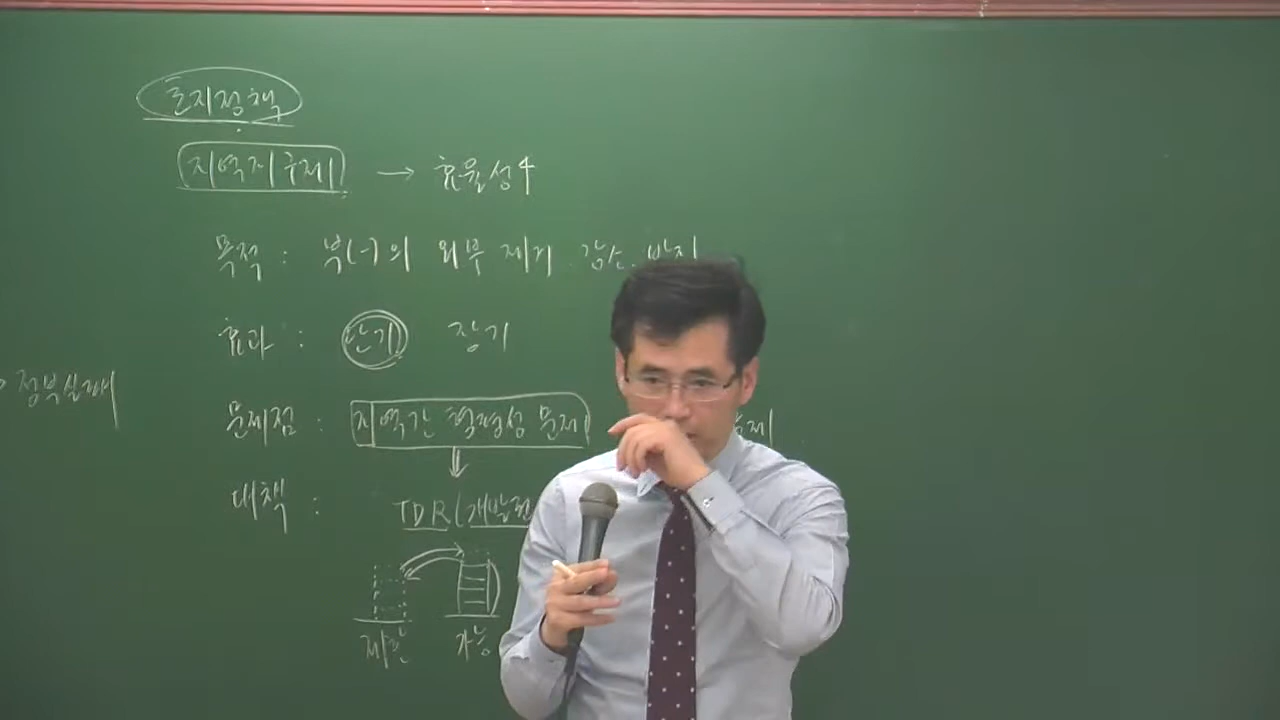 토지정책
지역지구제 → 효율성↑
목적 : 부(-)의 외부 제거 감소 방지
효과 : 단기 장기
정부실패
문제점 : 지역간 형평성 문제
대책 : TDR(개발권
제한 가능